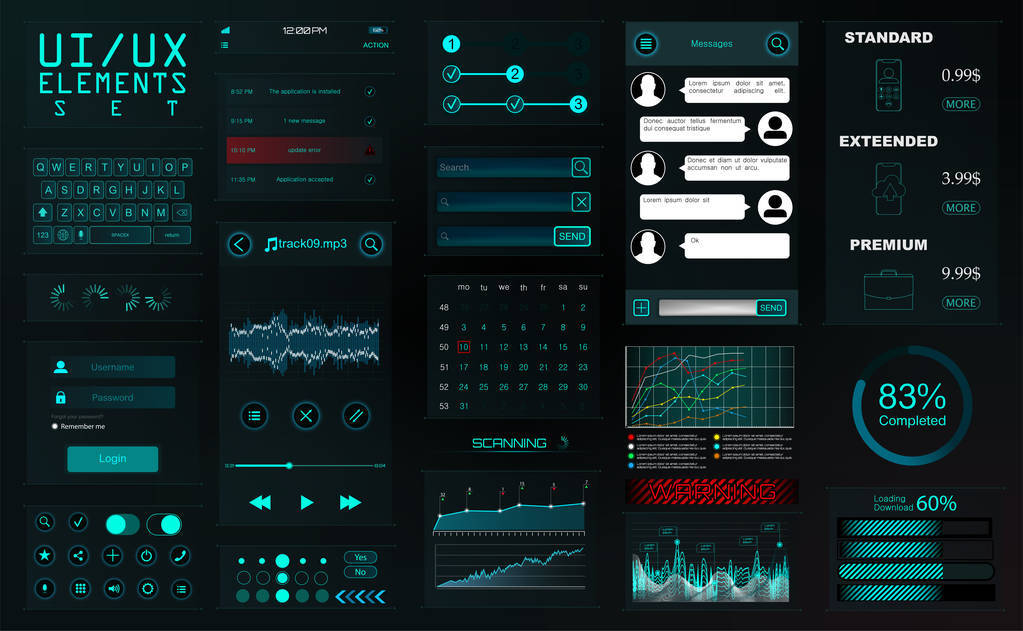 UI/UX
ELEMENTS
SET
Q W E R T Y U I O P
A S D R G H J K L
Z X C V B N M
123 SPACEX return
Username
Password
Forgot your password?
Remember me
Login
12:00PM
ACTION
8:52 PM The application is installed
9:15 PM 1 new message
10:10 PM update error
11:35 PM Application accepted
track09.mp3
Yes
No
1 2 3
2 3
3
Search...
SEND
mo tu we th fr sa su
48 1 2
49 3 4 5 6 7 8 9
50 10 11 12 13 14 15 16
51 17 18 19 20 21 22 23
52 24 25 26 27 28 29 30
53 31
SCANNING
Messages
Lorem ipsum dolor sit amet,
consectetur adipiscing elit.
Donec auctor tellus fermentum
dui consequat tristique
Donec et diam ut dolor vulputate
accumsan non ut arcu.
Lorem ipsum dolor sit
Ok
SEND
WARNING
STANDARD
0.99$
MORE
EXTEENDED
3.99$
MORE
PREMIUM
9.99$
MORE
83%
Completed
Loading
Download 60%